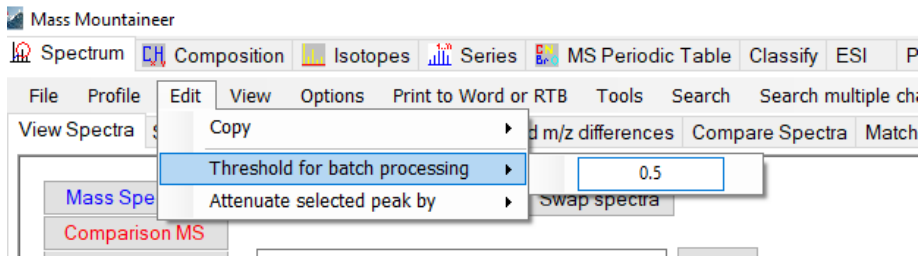 Mass Mountaineer
Spectrum Composition Isotopes Series MS Periodic Table Classify ESI P
File Profile Edit View Options Print to Word or RTB Tools Search Search multiple cha
View Spectra Copy d m/z differences Compare Spectra Match
Threshold for batch processing 0.5
Mass Spe Attenuate selected peak by Swap spectra
Comparison MS